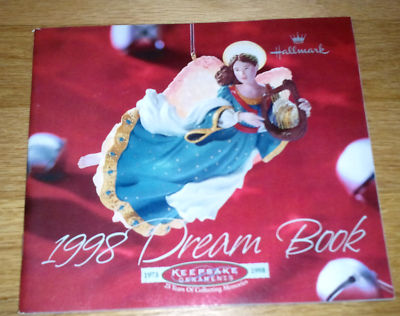 Hallmark
1998 Dream Book
1973 KEEPSAKE 1998
ORNAMENTS
25 Years Of Collecting Memories